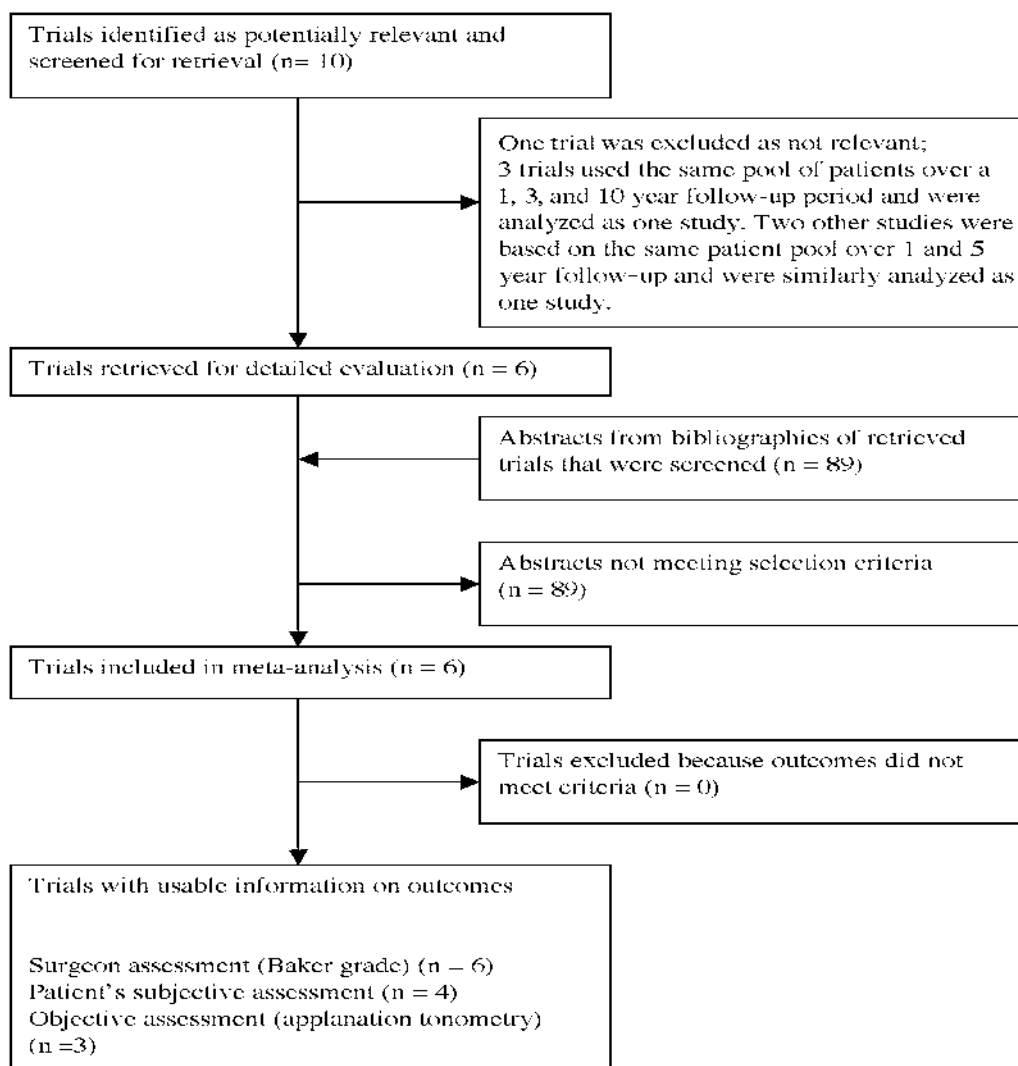 Trials identified as potentially relevant and
screened for retrieval (n= 10)
One trial was excluded as not relevant;
3 trials used the same pool of patients over a
1, 3, and 10 year follow-up period and were
analyzed as one study. Two other studies were
based on the same patient pool over 1 and 5
year follow-up and were similarly analyzed as
one study.
Trials retrieved for detailed evaluation (n = 6)
Abstracts from bibliographies of retrieved
trials that were screened (n = 89)
Abstracts not meeting selection criteria
(n = 89)
Trials included in meta-analysis (n = 6)
Trials excluded because outcomes did not
meet criteria (n = 0)
Trials with usable information on outcomes
Surgeon assessment (Baker grade) (n = 6)
Patient's subjective assessment (n = 4)
Objective assessment (applanation tonometry)
(n =3)